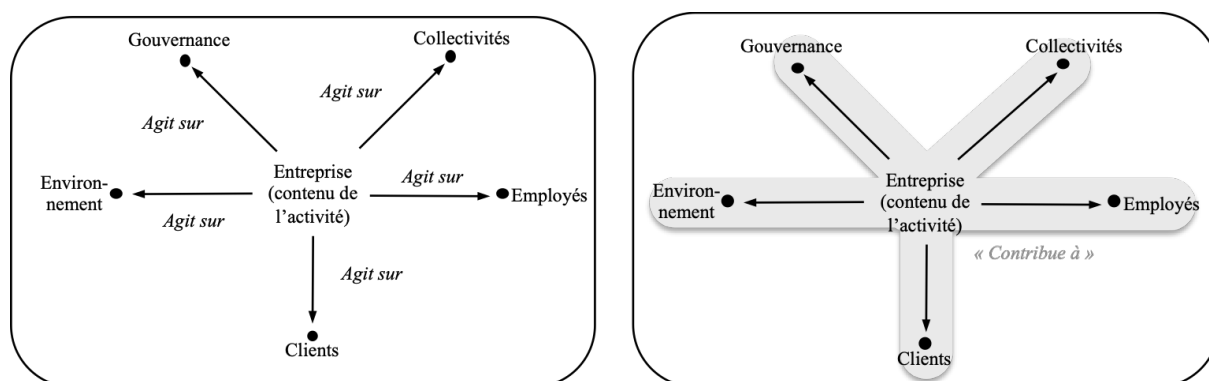 Gouvernance
Collectivités
Agit sur
Agit sur
Environ-
nement
Agit sur
Entreprise
(contenu de
l’activité)
Agit sur
Employés
Agit sur
Clients
Gouvernance
Collectivités
Environ-
nement
Entreprise
(contenu de
l’activité)
Employés
« Contribue à »
Clients